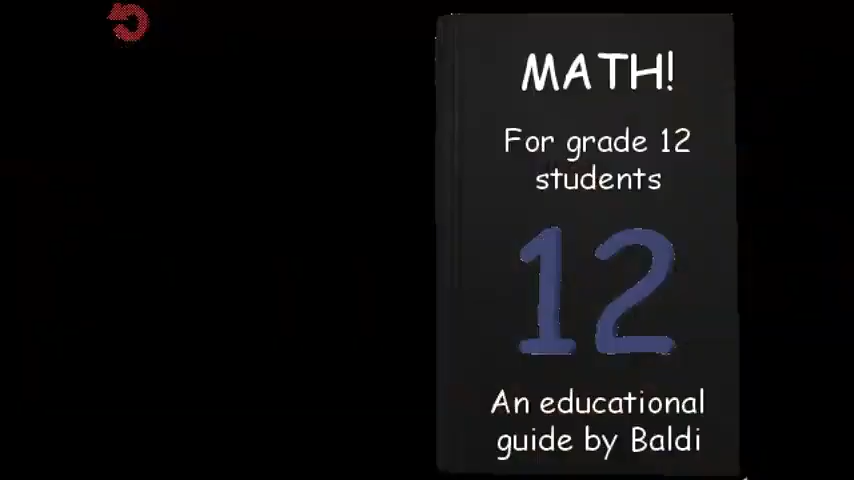 MATH!
For grade 12
students
12
An educational
guide by Baldi